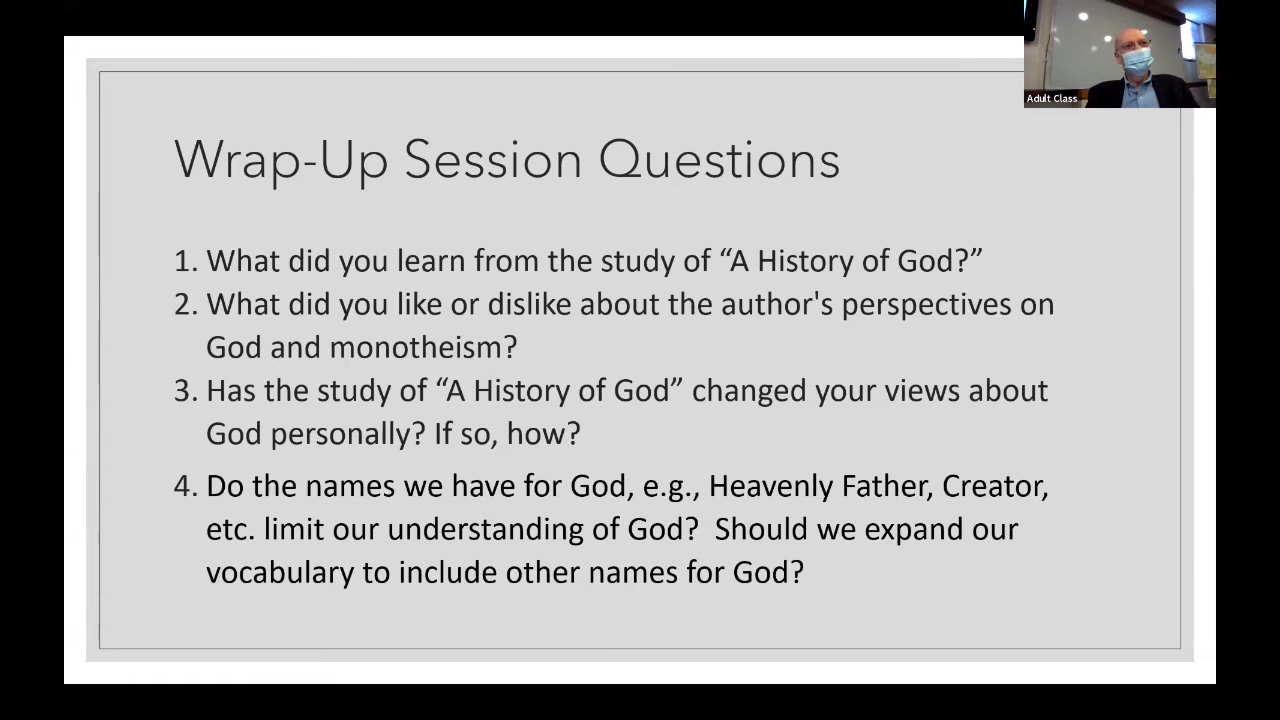 Adult Class
Wrap-Up Session Questions
1. What did you learn from the study of “A History of God?”
2. What did you like or dislike about the author's perspectives on
God and monotheism?
3. Has the study of “A History of God” changed your views about
God personally? If so, how?
4. Do the names we have for God, e.g., Heavenly Father, Creator,
etc. limit our understanding of God?  Should we expand our
vocabulary to include other names for God?